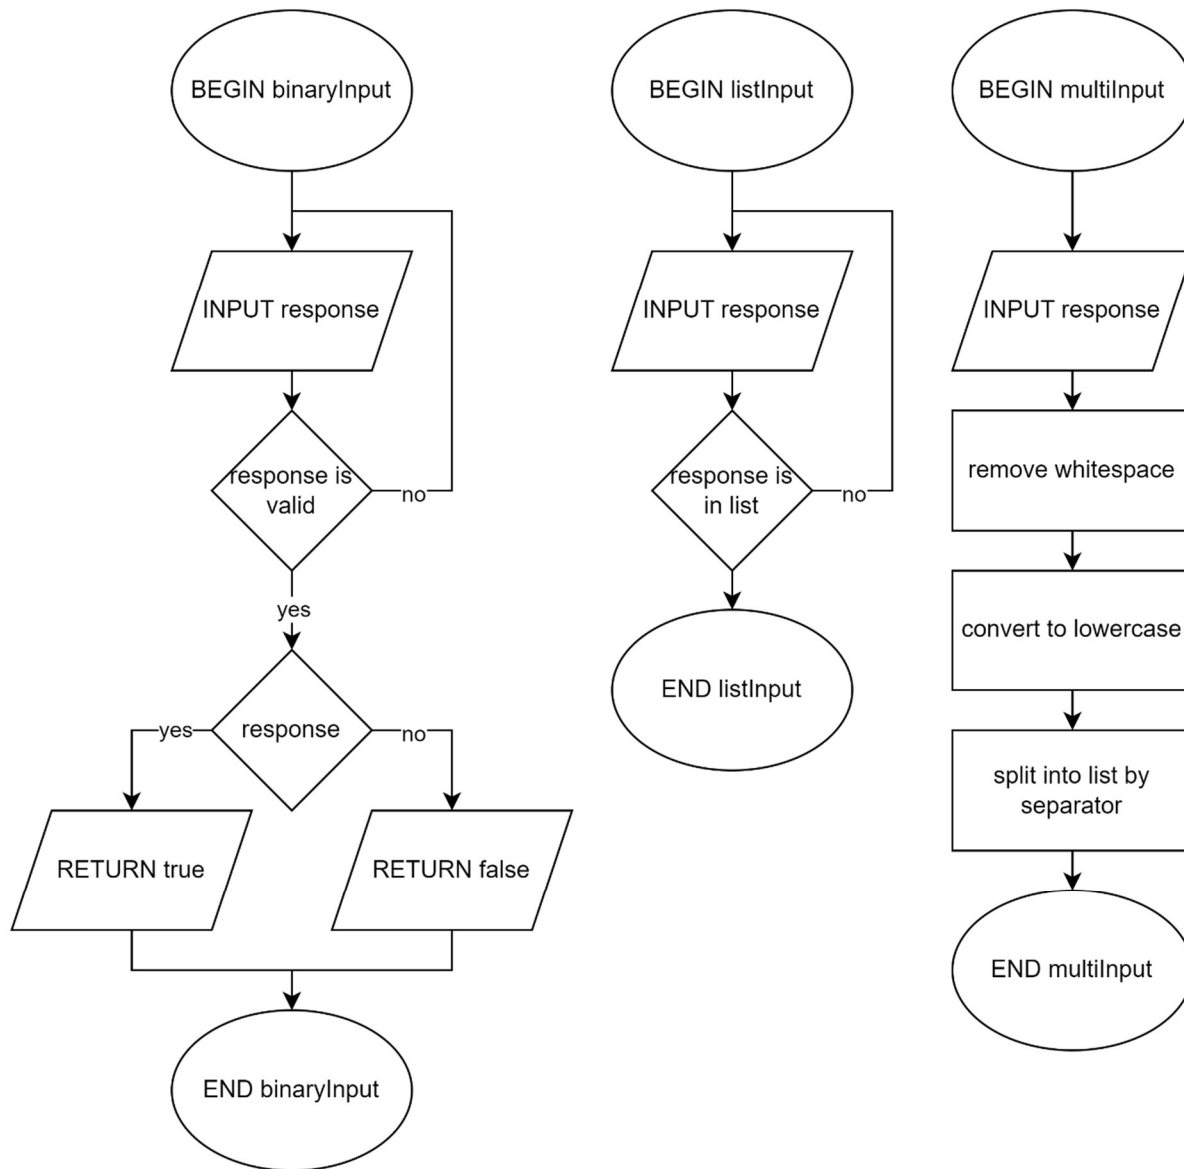 BEGIN binaryInput
INPUT response
response is
valid
no
yes
response
yes
no
RETURN true
RETURN false
END binaryInput
BEGIN listInput
INPUT response
response is
in list
no
END listInput
BEGIN multiInput
INPUT response
remove whitespace
convert to lowercase
split into list by
separator
END multiInput